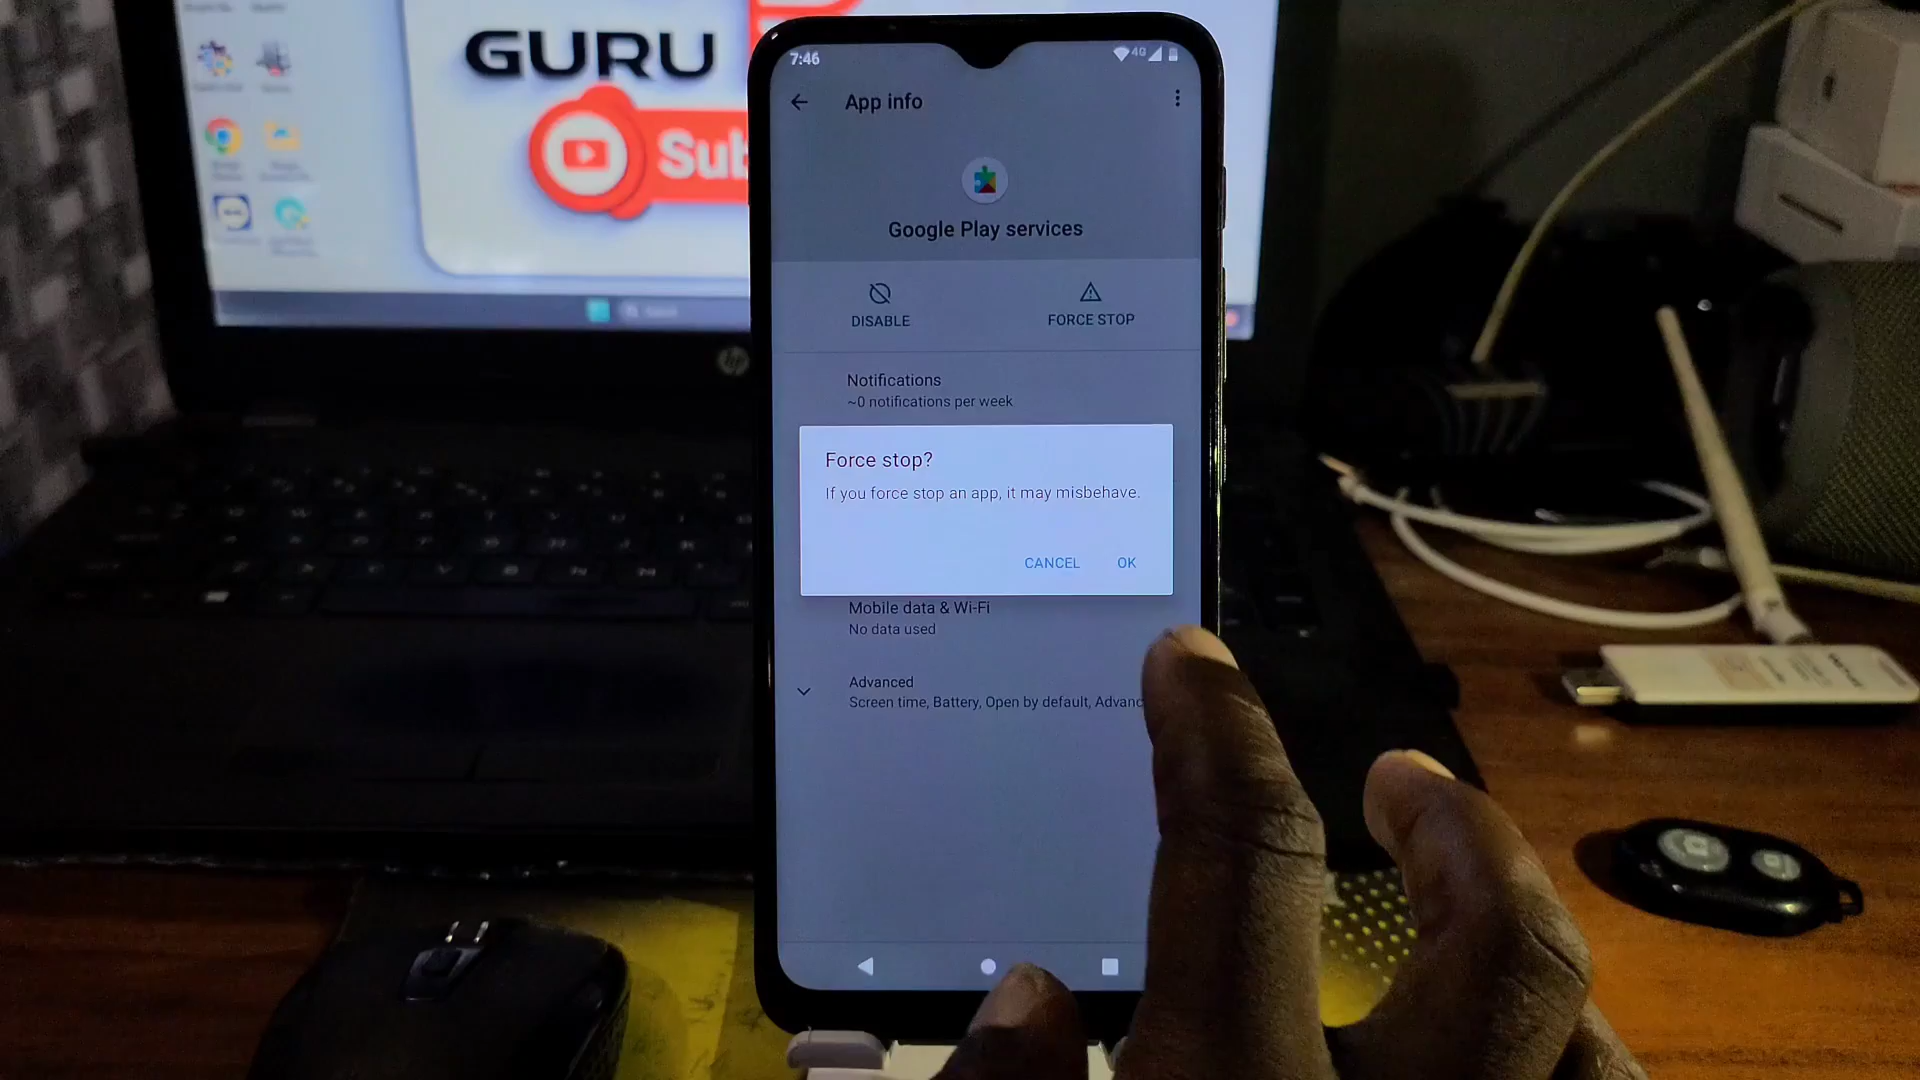 GURU
Sub
7:46
4G
App info
Google Play services
DISABLE
FORCE STOP
Notifications
~0 notifications per week
Force stop?
If you force stop an app, it may misbehave.
CANCEL
OK
Mobile data & Wi-Fi
No data used
Advanced
Screen time, Battery, Open by default, Advanc
hp